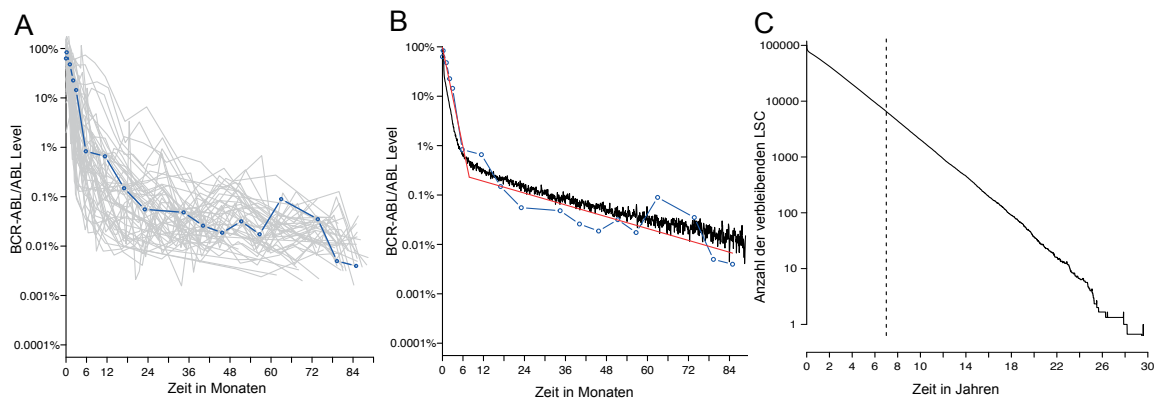 A
BCR-ABL/ABL Level
100%
10%
1%
0.1%
0.01%
0.001%
0.0001%
0 6 12 24 36 48 60 72 84
Zeit in Monaten
B
BCR-ABL/ABL Level
100%
10%
1%
0.1%
0.01%
0.001%
0.0001%
0 6 12 24 36 48 60 72 84
Zeit in Monaten
C
Anzahl der verbleibenden LSC
100000
10000
1000
100
10
1
0 2 4 6 8 10 14 18 22 26 30
Zeit in Jahren